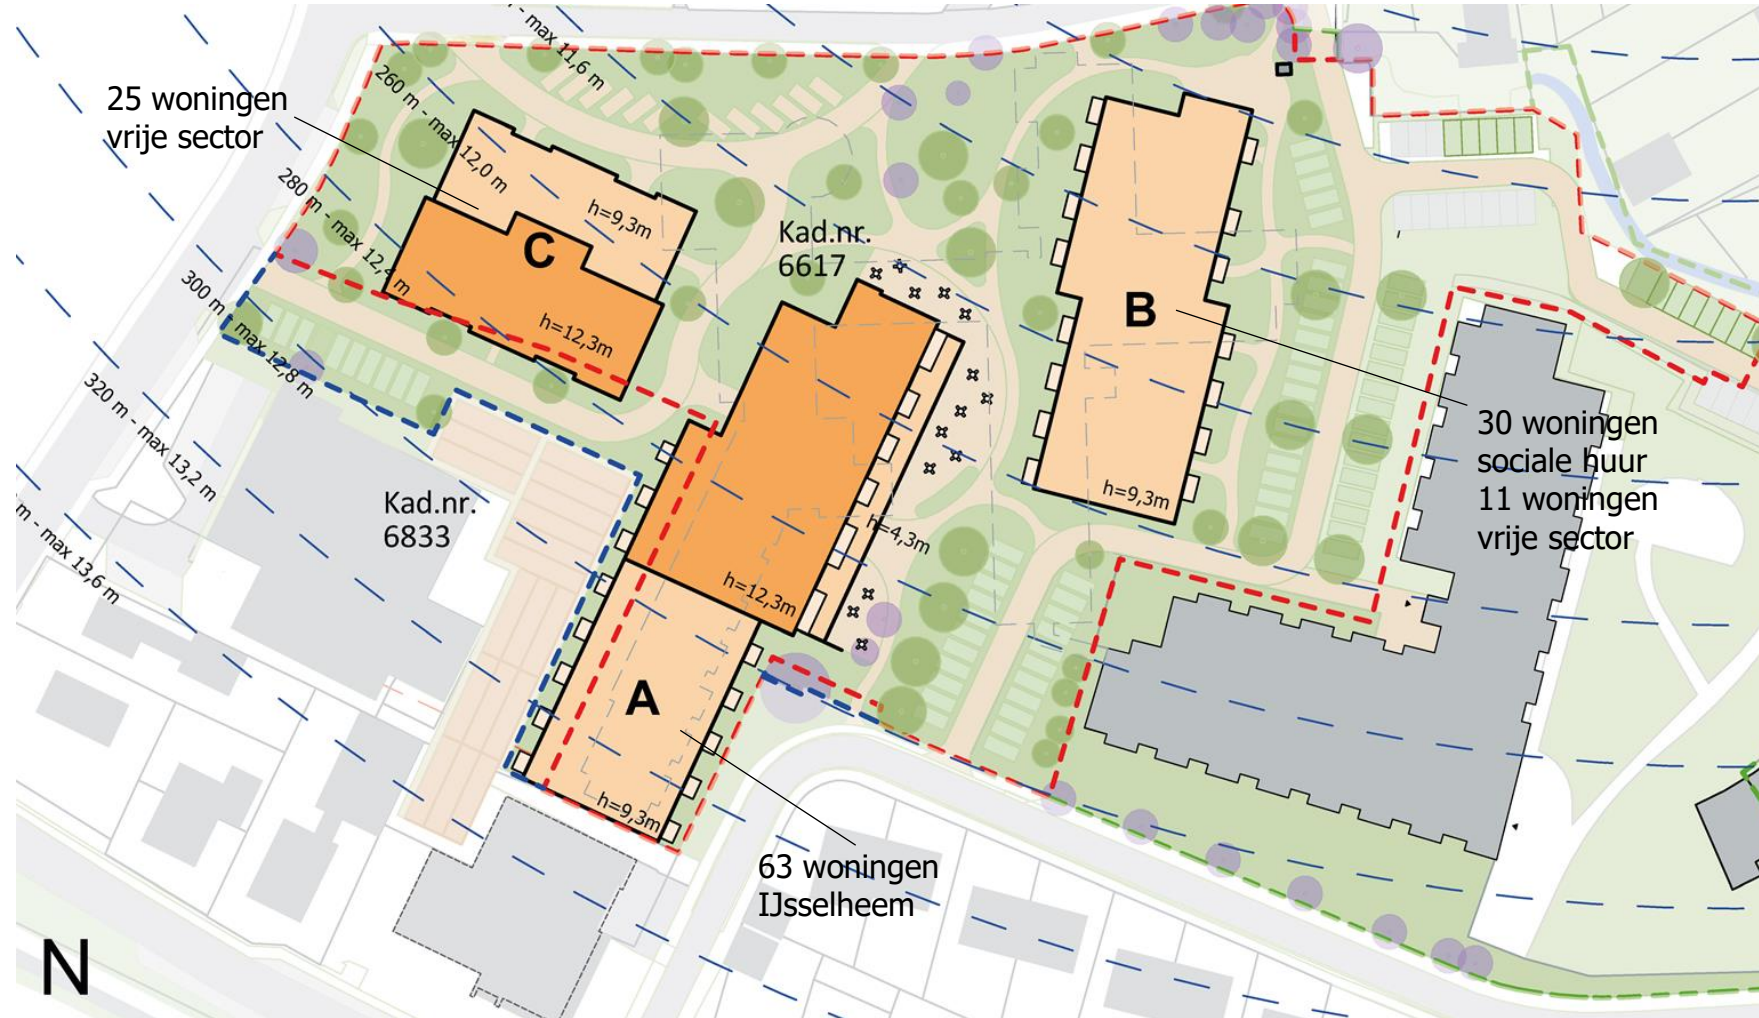 max 11,6 m
260 m - max 12,0 m
25 woningen
vrije sector
280 m - max 12,4 m
h=9,3m
C
h=12,3m
Kad.nr.
6617
B
h=9,3m
30 woningen
sociale huur
11 woningen
vrije sector
300 m - max 12,8 m
320 m - max 13,2 m
m - max 13,6 m
Kad.nr.
6833
h=4,3m
h=12,3m
A
h=9,3m
63 woningen
IJsselheem
N